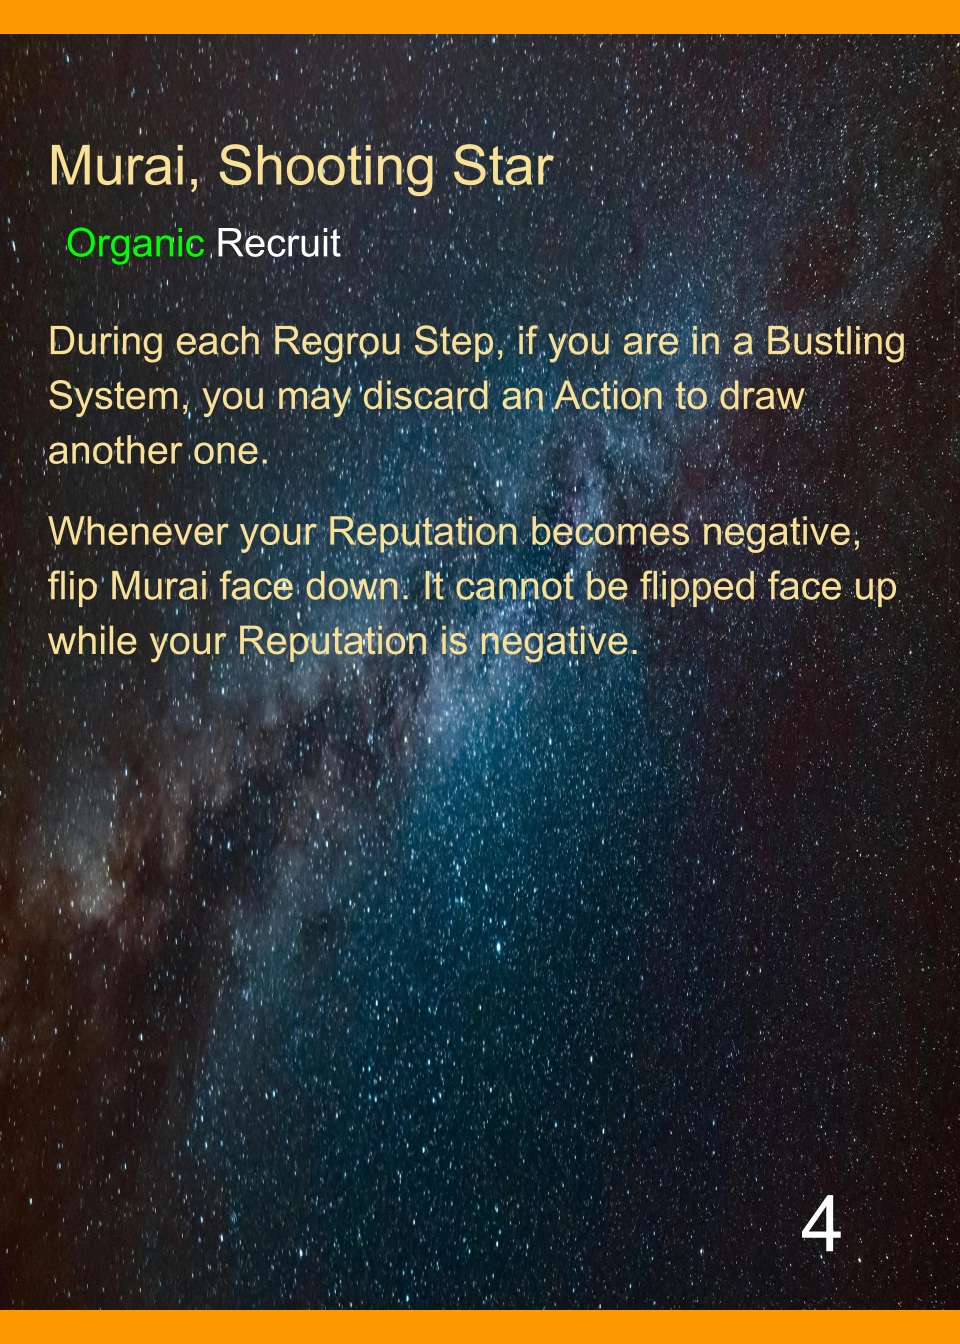 Murai, Shooting Star
Organic Recruit
During each Regrou Step, if you are in a Bustling
System, you may discard an Action to draw
another one.
Whenever your Reputation becomes negative,
flip Murai face down. It cannot be flipped face up
while your Reputation is negative.
4